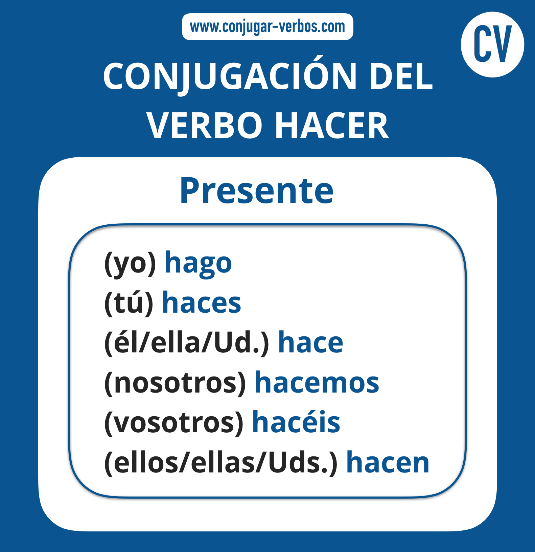 www.conjugar-verbos.com
CV
CONJUGACIÓN DEL
VERBO HACER
Presente
(yo) hago
(tú) haces
(él/ella/Ud.) hace
(nosotros) hacemos
(vosotros) hacéis
(ellos/ellas/Uds.) hacen